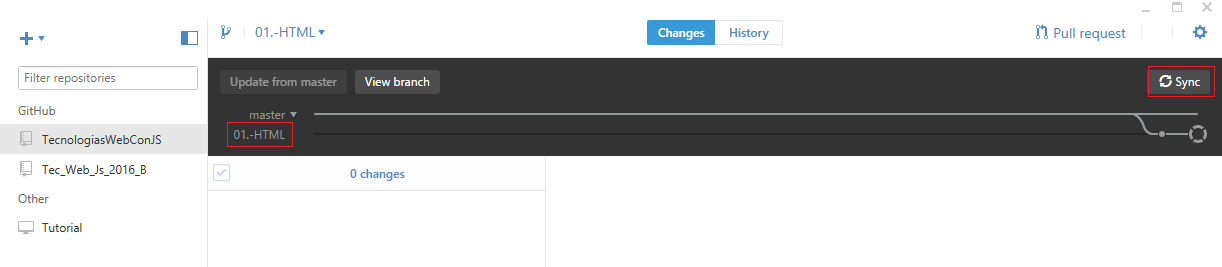 01.-HTML
Changes
History
Pull request
Filter repositories
GitHub
TecnologiasWebConJS
Tec_Web_Js_2016_B
Other
Tutorial
Update from master
View branch
Sync
master
01.-HTML
0 changes